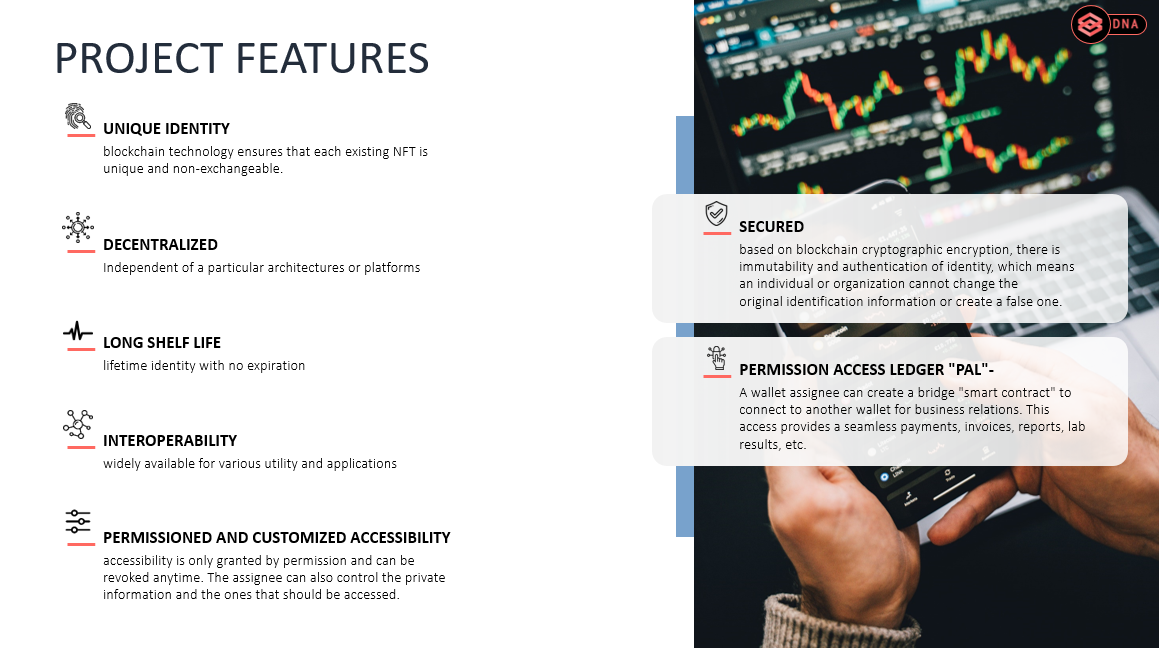 PROJECT FEATURES
UNIQUE IDENTITY
blockchain technology ensures that each existing NFT is
unique and non-exchangeable.
DECENTRALIZED
Independent of a particular architectures or platforms
LONG SHELF LIFE
lifetime identity with no expiration
INTEROPERABILITY
widely available for various utility and applications
PERMISSIONED AND CUSTOMIZED ACCESSIBILITY
accessibility is only granted by permission and can be
revoked anytime. The assignee can also control the private
information and the ones that should be accessed.
DNA
SECURED
based on blockchain cryptographic encryption, there is
immutability and authentication of identity, which means
an individual or organization cannot change the
original identification information or create a false one.
PERMISSION ACCESS LEDGER "PAL"-
A wallet assignee can create a bridge "smart contract" to
connect to another wallet for business relations. This
access provides a seamless payments, invoices, reports, lab
results, etc.